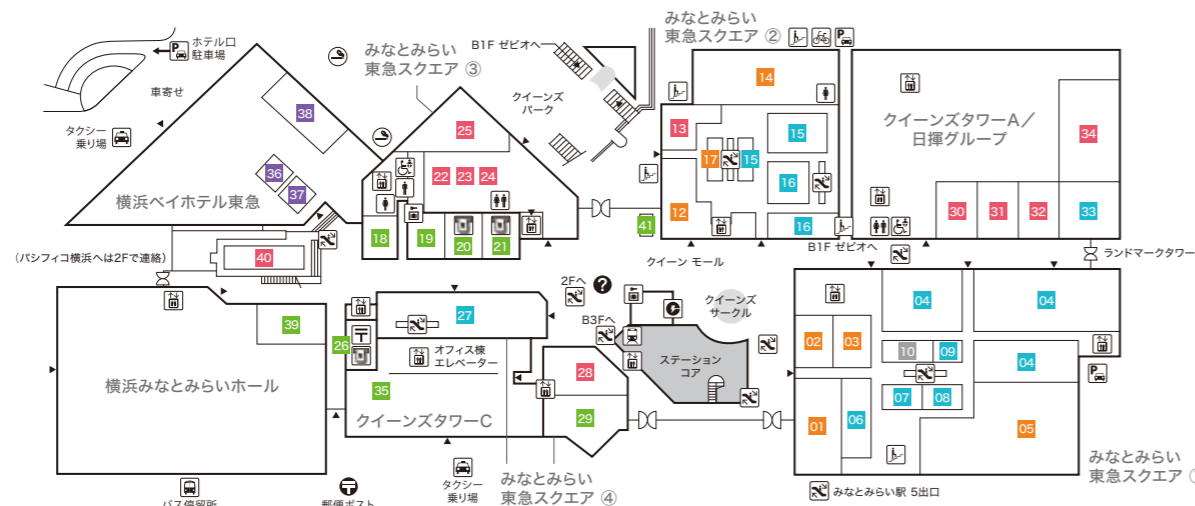 ホテル口
駐車場
車寄せ
タクシー
乗り場
みなとみらい
東急スクエア ③
B1F ゼビオへ
クイーンズ
パーク
みなとみらい
東急スクエア ②
38
36
37
横浜ベイホテル東急
25
22 23 24
18
19
20
21
41
クイーン モール
14
13
17
15
15
16
12
16
B1F ゼビオへ
クイーンズタワーA／
日揮グループ
34
30
31
32
33
ランドマークタワー
(パシフィコ横浜へは2Fで連絡)
40
39
横浜みなとみらいホール
26
27
オフィス棟
エレベーター
35
クイーンズタワーC
28
29
2Fへ
B3Fへ
クイーンズ
サークル
ステーション
コア
04
04
02
03
10
09
04
07
08
01
06
05
バス停留所
郵便ポスト
タクシー
乗り場
みなとみらい
東急スクエア ④
みなとみらい駅 5出口
みなとみらい
東急スクエア